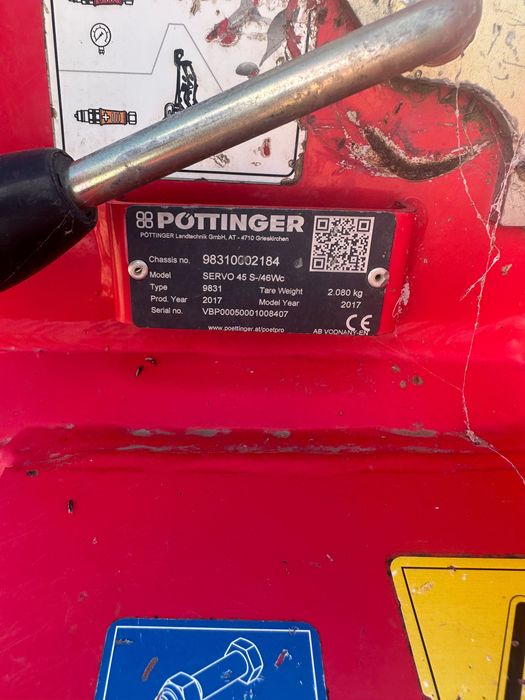 PÖTTINGER
PÖTTINGER Landtechnik GmbH, AT - 4710 Grieskirchen
Chassis no. 98310002184
Model SERVO 45 S-/46Wc
Type 9831 Tare Weight 2.080 kg
Prod. Year 2017 Model Year 2017
Serial no. VBP00050001008407
www.poettinger.at/poetpro
CE
AB VODNANY-EN